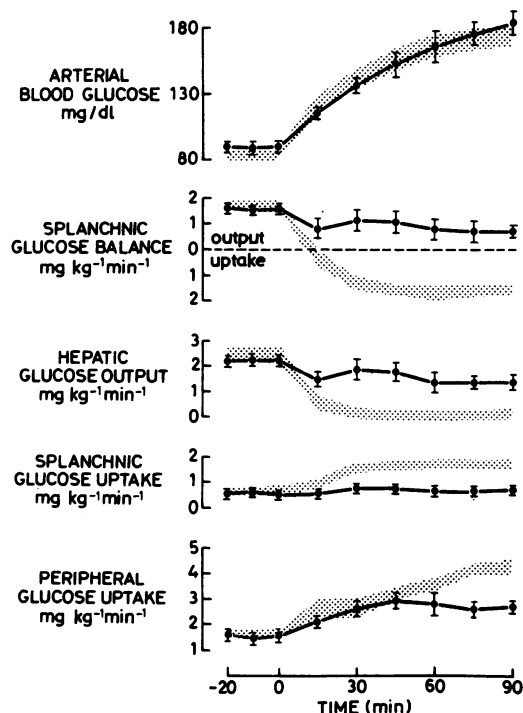 ARTERIAL
BLOOD GLUCOSE
mg/dl
180
130
80
SPLANCHNIC
GLUCOSE BALANCE
mg kg⁻¹min⁻¹
2
1
0
1
2
output
uptake
HEPATIC
GLUCOSE OUTPUT
mg kg⁻¹min⁻¹
3
2
1
0
SPLANCHNIC
GLUCOSE UPTAKE
mg kg⁻¹min⁻¹
2
1
0
PERIPHERAL
GLUCOSE UPTAKE
mg kg⁻¹min⁻¹
5
4
3
2
1
-20 0 30 60 90
TIME (min)